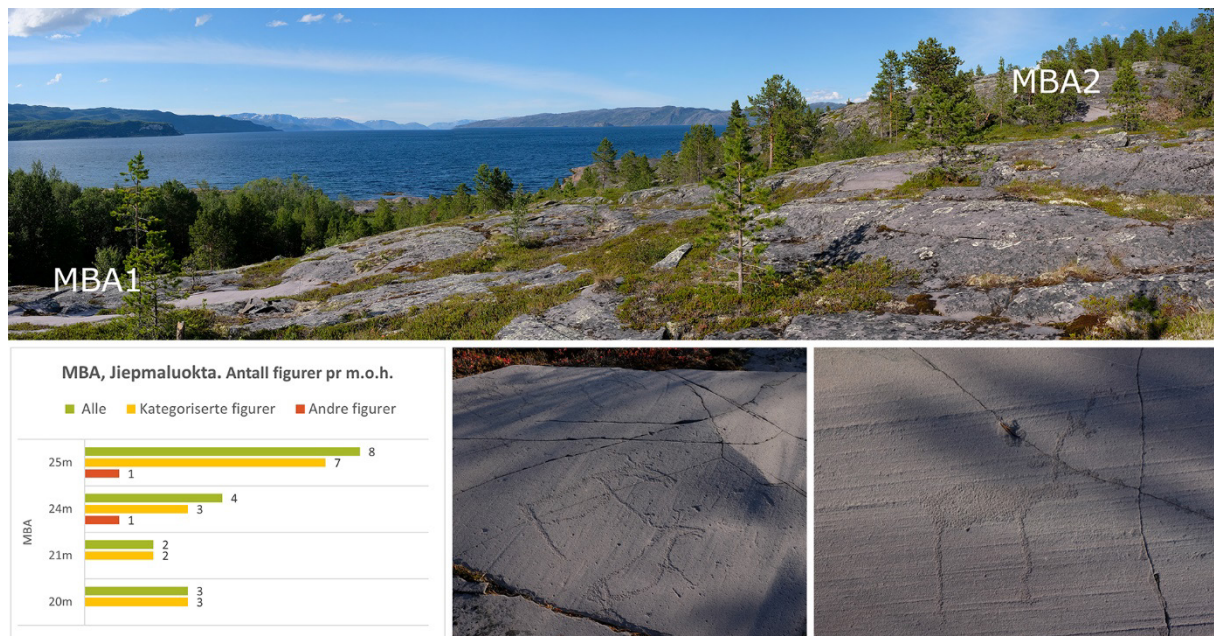 MBA2
MBA1
MBA, Jiepmaluokta. Antall figurer pr m.o.h.
Alle Kategoriserte figurer Andre figurer
MBA
25m
8
7
1
24m
4
3
1
21m
2
2
20m
3
3